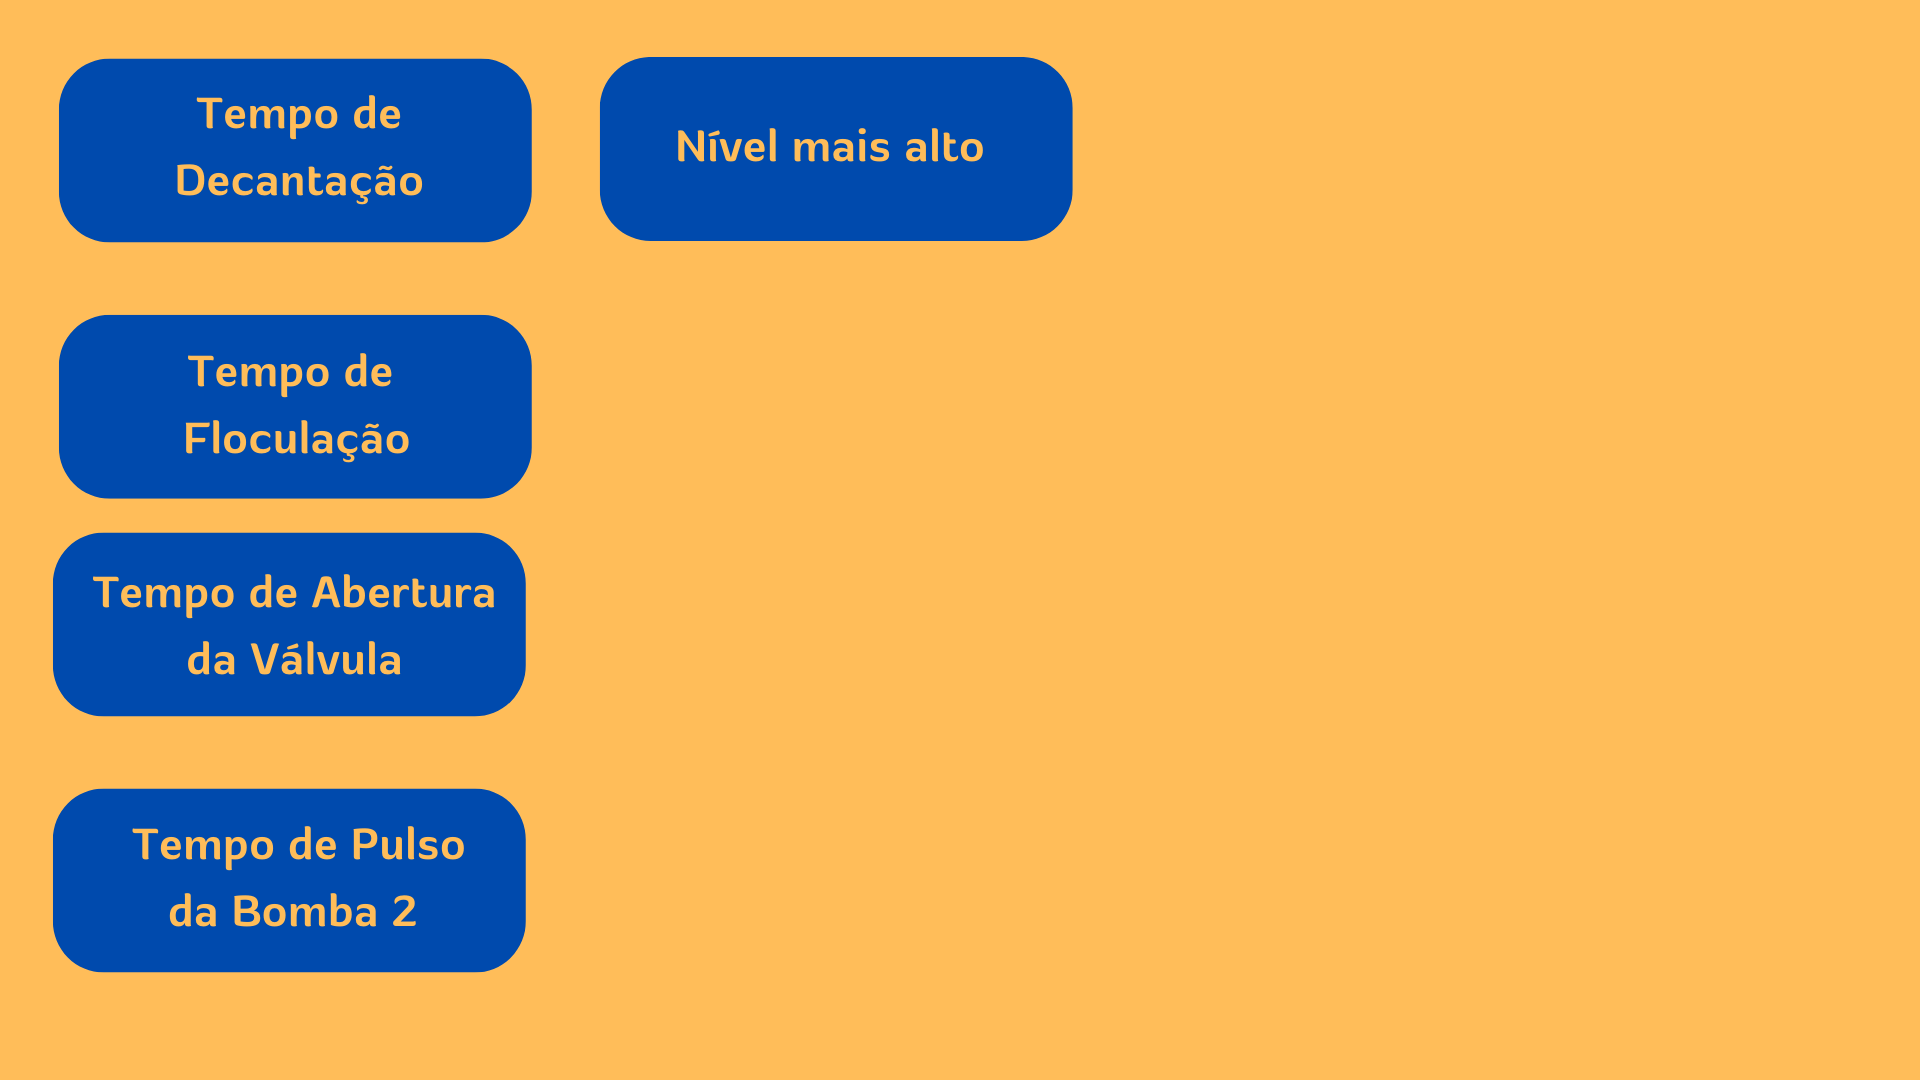 Tempo de
Decantação
Nível mais alto
Tempo de
Floculação
Tempo de Abertura
da Válvula
Tempo de Pulso
da Bomba 2